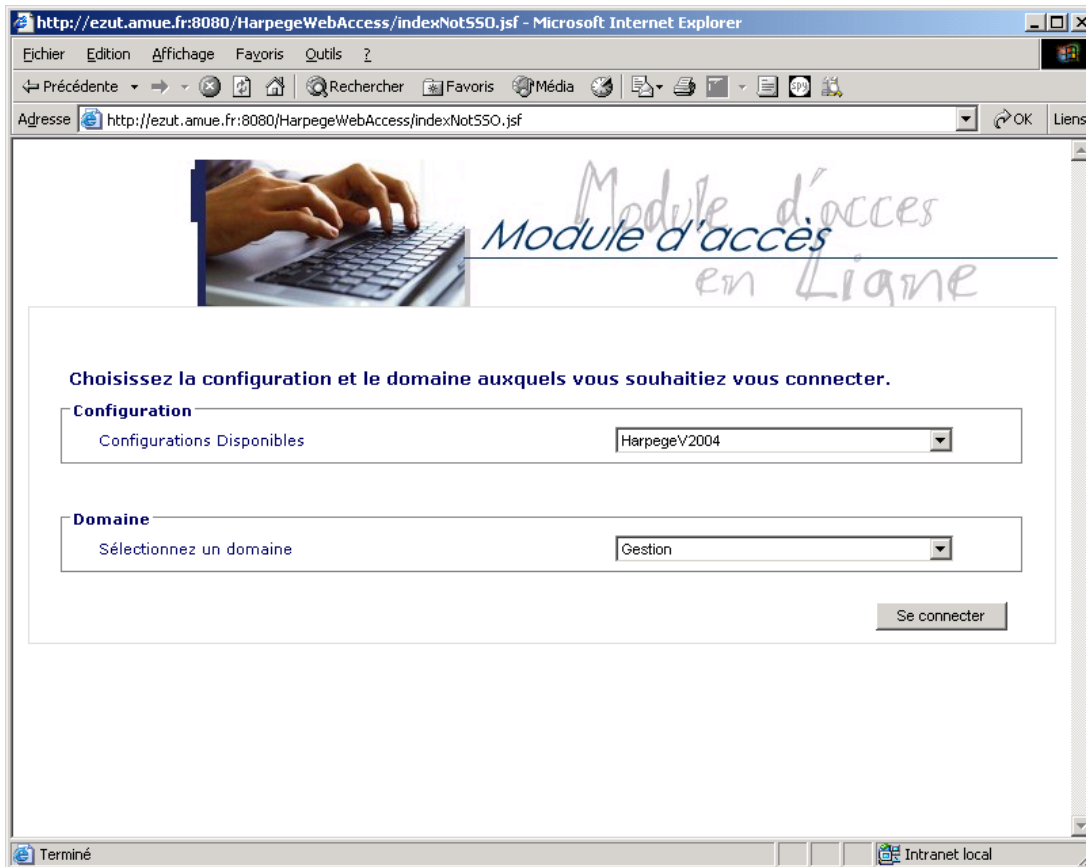 http://ezut.amue.fr:8080/HarpegeWebAccess/indexNotSSO.jsf - Microsoft Internet Explorer
Fichier Edition Affichage Favoris Outils ?
Précédente Rechercher Favoris Média SPY
Adresse http://ezut.amue.fr:8080/HarpegeWebAccess/indexNotSSO.jsf OK Liens
Module d'acces
Module d'accès
en Ligne
Choisissez la configuration et le domaine auxquels vous souhaitiez vous connecter.
Configuration
Configurations Disponibles HarpegeV2004
Domaine
Sélectionnez un domaine Gestion
Se connecter
Terminé Intranet local